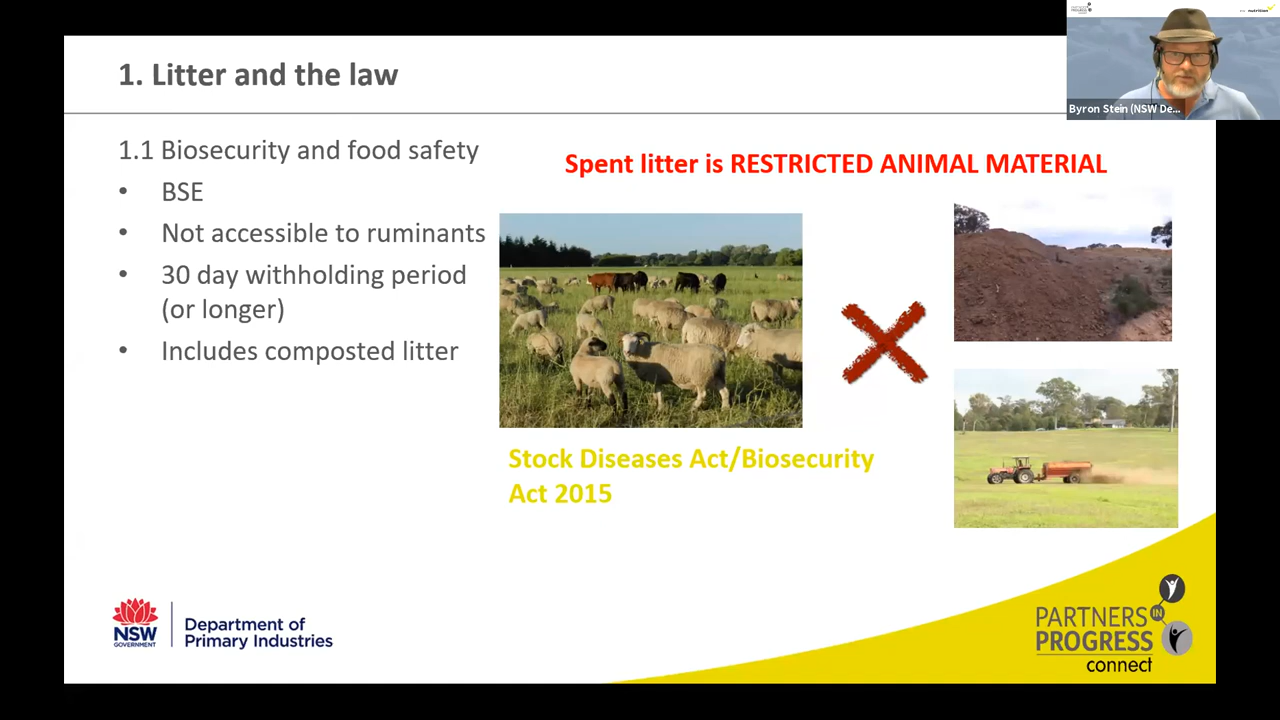 1. Litter and the law
1.1 Biosecurity and food safety
• BSE
• Not accessible to ruminants
• 30 day withholding period
(or longer)
• Includes composted litter
Spent litter is RESTRICTED ANIMAL MATERIAL
Stock Diseases Act/Biosecurity
Act 2015
NSW
GOVERNMENT
Department of
Primary Industries
PARTNERS
IN
PROGRESS
connect
nutrition
Byron Stein (NSW De...